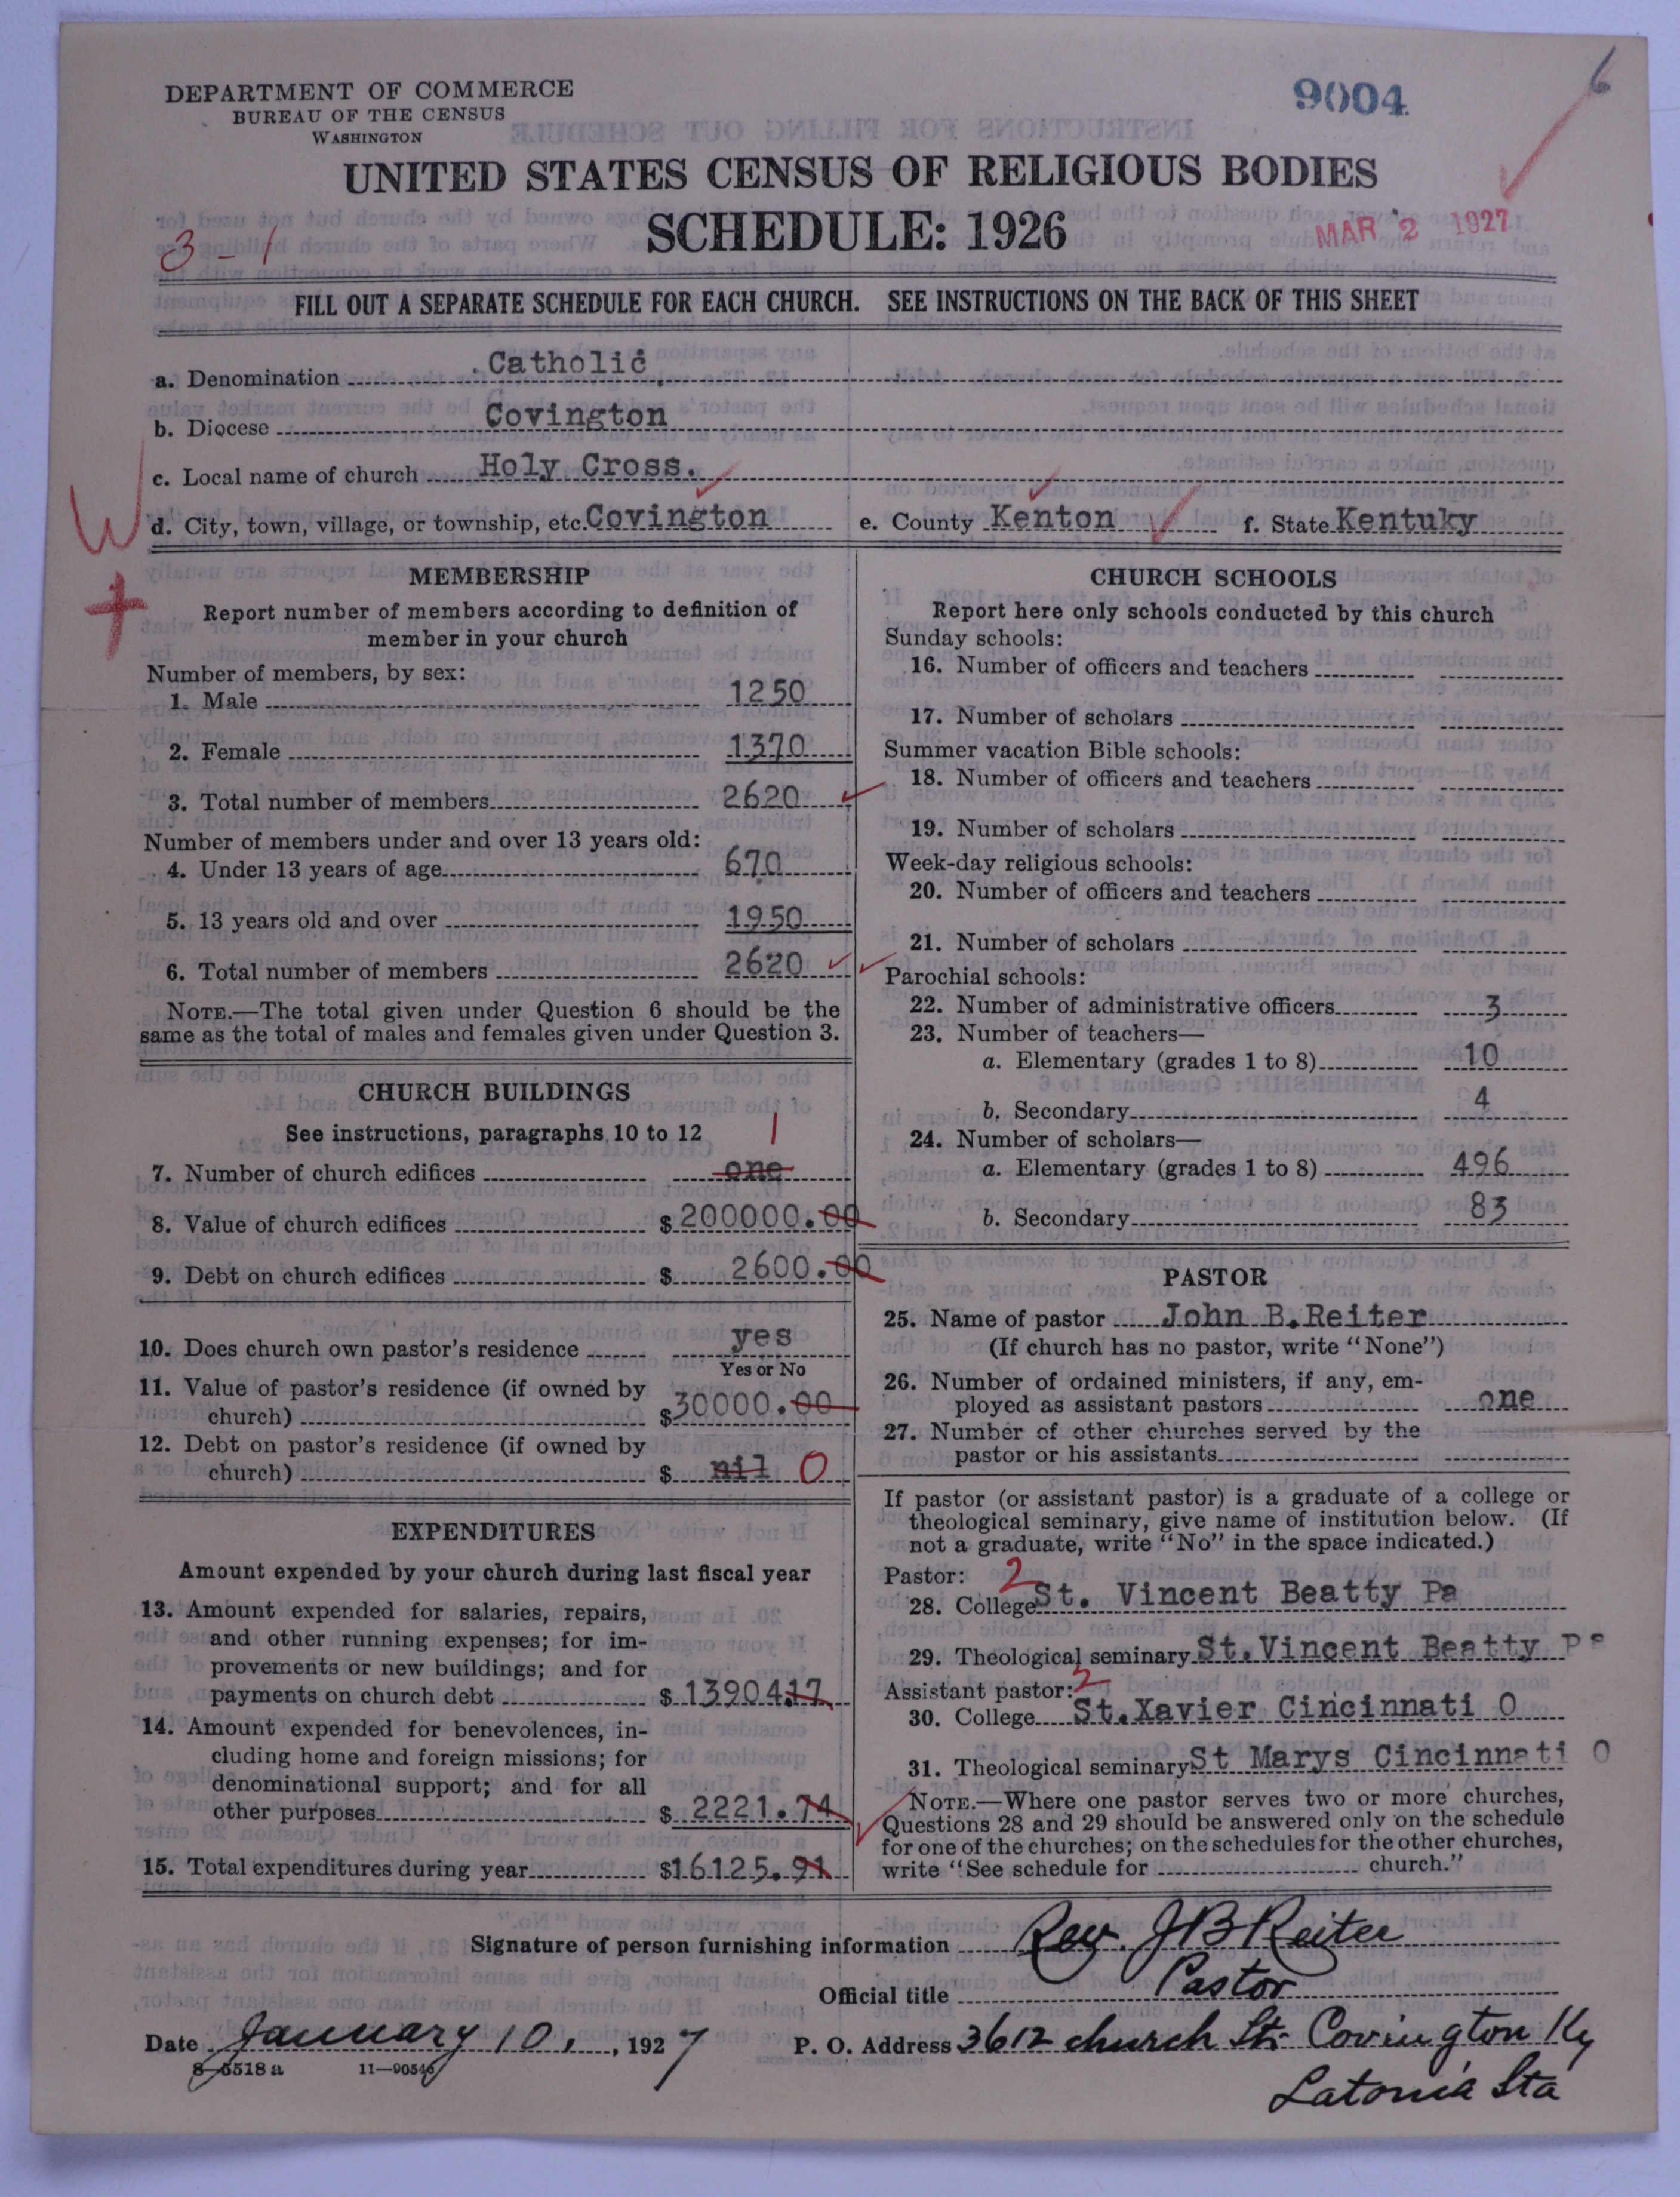 DEPARTMENT OF COMMERCE
BUREAU OF THE CENSUS
WASHINGTON
9004
6
UNITED STATES CENSUS OF RELIGIOUS BODIES
SCHEDULE: 1926
MAR 2 1927
3-1
FILL OUT A SEPARATE SCHEDULE FOR EACH CHURCH. SEE INSTRUCTIONS ON THE BACK OF THIS SHEET
a. Denomination Catholic
b. Diocese Covington
c. Local name of church Holy Cross.
W
d. City, town, village, or township, etc. Covington e. County Kenton f. State Kentuky
MEMBERSHIP
Report number of members according to definition of
member in your church
Number of members, by sex:
1. Male 1250
2. Female 1370
3. Total number of members 2620
Number of members under and over 13 years old:
4. Under 13 years of age 670
5. 13 years old and over 1950
6. Total number of members 2620
NOTE.—The total given under Question 6 should be the
same as the total of males and females given under Question 3.
CHURCH BUILDINGS
See instructions, paragraphs 10 to 12
1
7. Number of church edifices one
8. Value of church edifices $200000.00
9. Debt on church edifices $ 2600.00
10. Does church own pastor's residence yes
Yes or No
11. Value of pastor's residence (if owned by
church) $30000.00
12. Debt on pastor's residence (if owned by
church) $ nil 0
EXPENDITURES
Amount expended by your church during last fiscal year
13. Amount expended for salaries, repairs,
and other running expenses; for im-
provements or new buildings; and for
payments on church debt $ 13904.17
14. Amount expended for benevolences, in-
cluding home and foreign missions; for
denominational support; and for all
other purposes $ 2221.74
15. Total expenditures during year $16125.91
CHURCH SCHOOLS
Report here only schools conducted by this church
Sunday schools:
16. Number of officers and teachers
17. Number of scholars
Summer vacation Bible schools:
18. Number of officers and teachers
19. Number of scholars
Week-day religious schools:
20. Number of officers and teachers
21. Number of scholars
Parochial schools:
22. Number of administrative officers 3
23. Number of teachers—
a. Elementary (grades 1 to 8) 10
b. Secondary 4
24. Number of scholars—
a. Elementary (grades 1 to 8) 496
b. Secondary 83
PASTOR
25. Name of pastor John B.Reiter
(If church has no pastor, write "None")
26. Number of ordained ministers, if any, em-
ployed as assistant pastors one
27. Number of other churches served by the
pastor or his assistants
If pastor (or assistant pastor) is a graduate of a college or
theological seminary, give name of institution below. (If
not a graduate, write "No" in the space indicated.)
Pastor: 2
28. College St. Vincent Beatty Pa
29. Theological seminary St.Vincent Beatty Pa
Assistant pastor: 2
30. College St.Xavier Cincinnati O
31. Theological seminary St Marys Cincinnati O
NOTE.—Where one pastor serves two or more churches,
Questions 28 and 29 should be answered only on the schedule
for one of the churches; on the schedules for the other churches,
write "See schedule for church."
Signature of person furnishing information Rev. J B Reiter
Official title Pastor
Date January 10, 1927 P. O. Address 3612 church St. Covington Ky
8-5518 a 11-90546
Latonia Sta